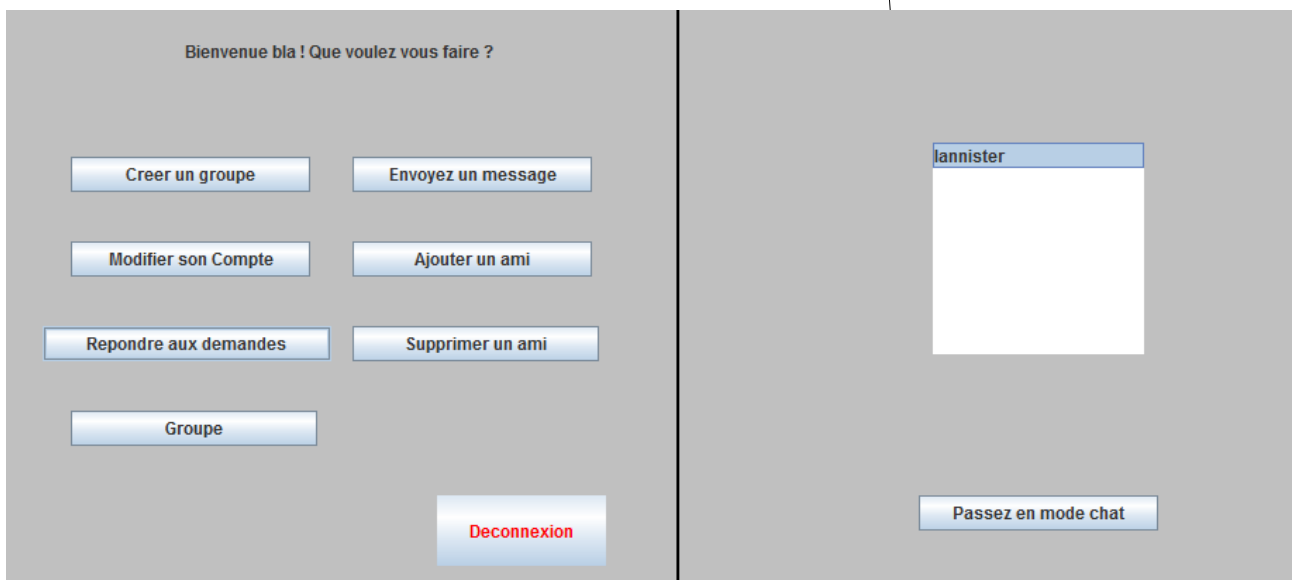 Bienvenue bla ! Que voulez vous faire ?
Creer un groupe
Envoyez un message
Modifier son Compte
Ajouter un ami
Repondre aux demandes
Supprimer un ami
Groupe
Deconnexion
lannister
Passez en mode chat